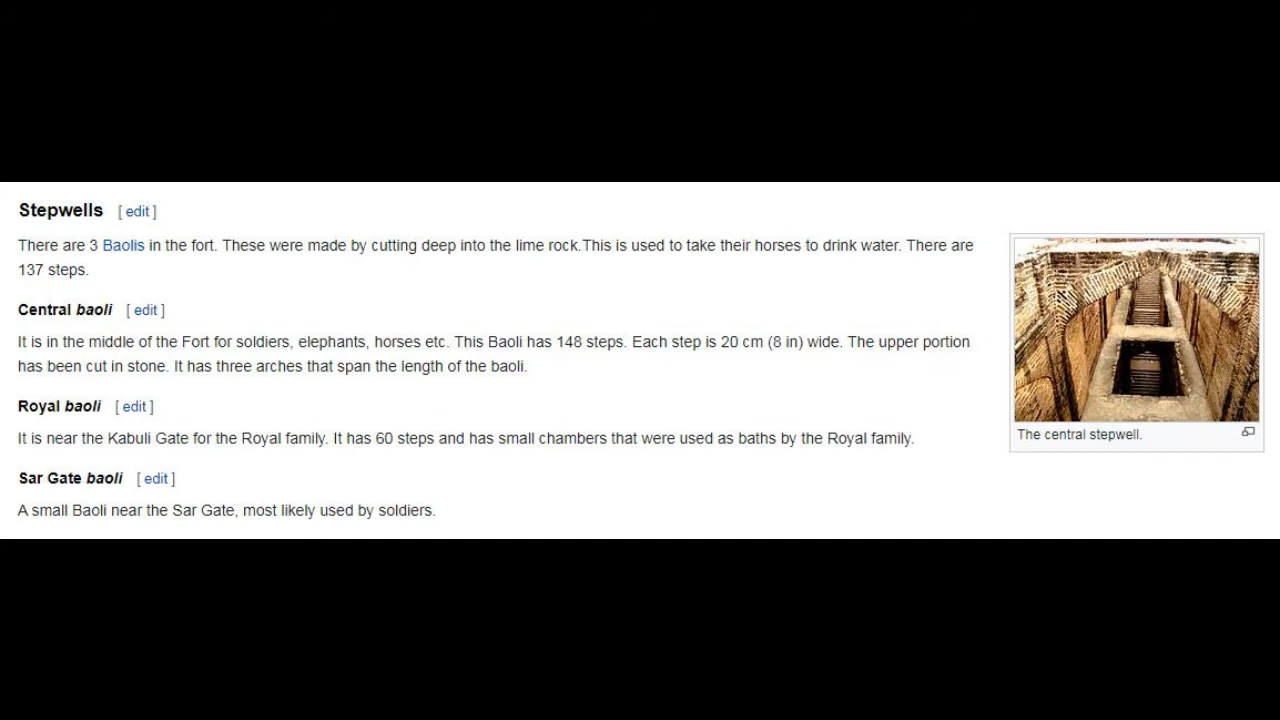 Stepwells [ edit ]
There are 3 Baolis in the fort. These were made by cutting deep into the lime rock.This is used to take their horses to drink water. There are
137 steps.
Central baoli [ edit ]
It is in the middle of the Fort for soldiers, elephants, horses etc. This Baoli has 148 steps. Each step is 20 cm (8 in) wide. The upper portion
has been cut in stone. It has three arches that span the length of the baoli.
Royal baoli [ edit ]
It is near the Kabuli Gate for the Royal family. It has 60 steps and has small chambers that were used as baths by the Royal family.
Sar Gate baoli [ edit ]
A small Baoli near the Sar Gate, most likely used by soldiers.
The central stepwell.